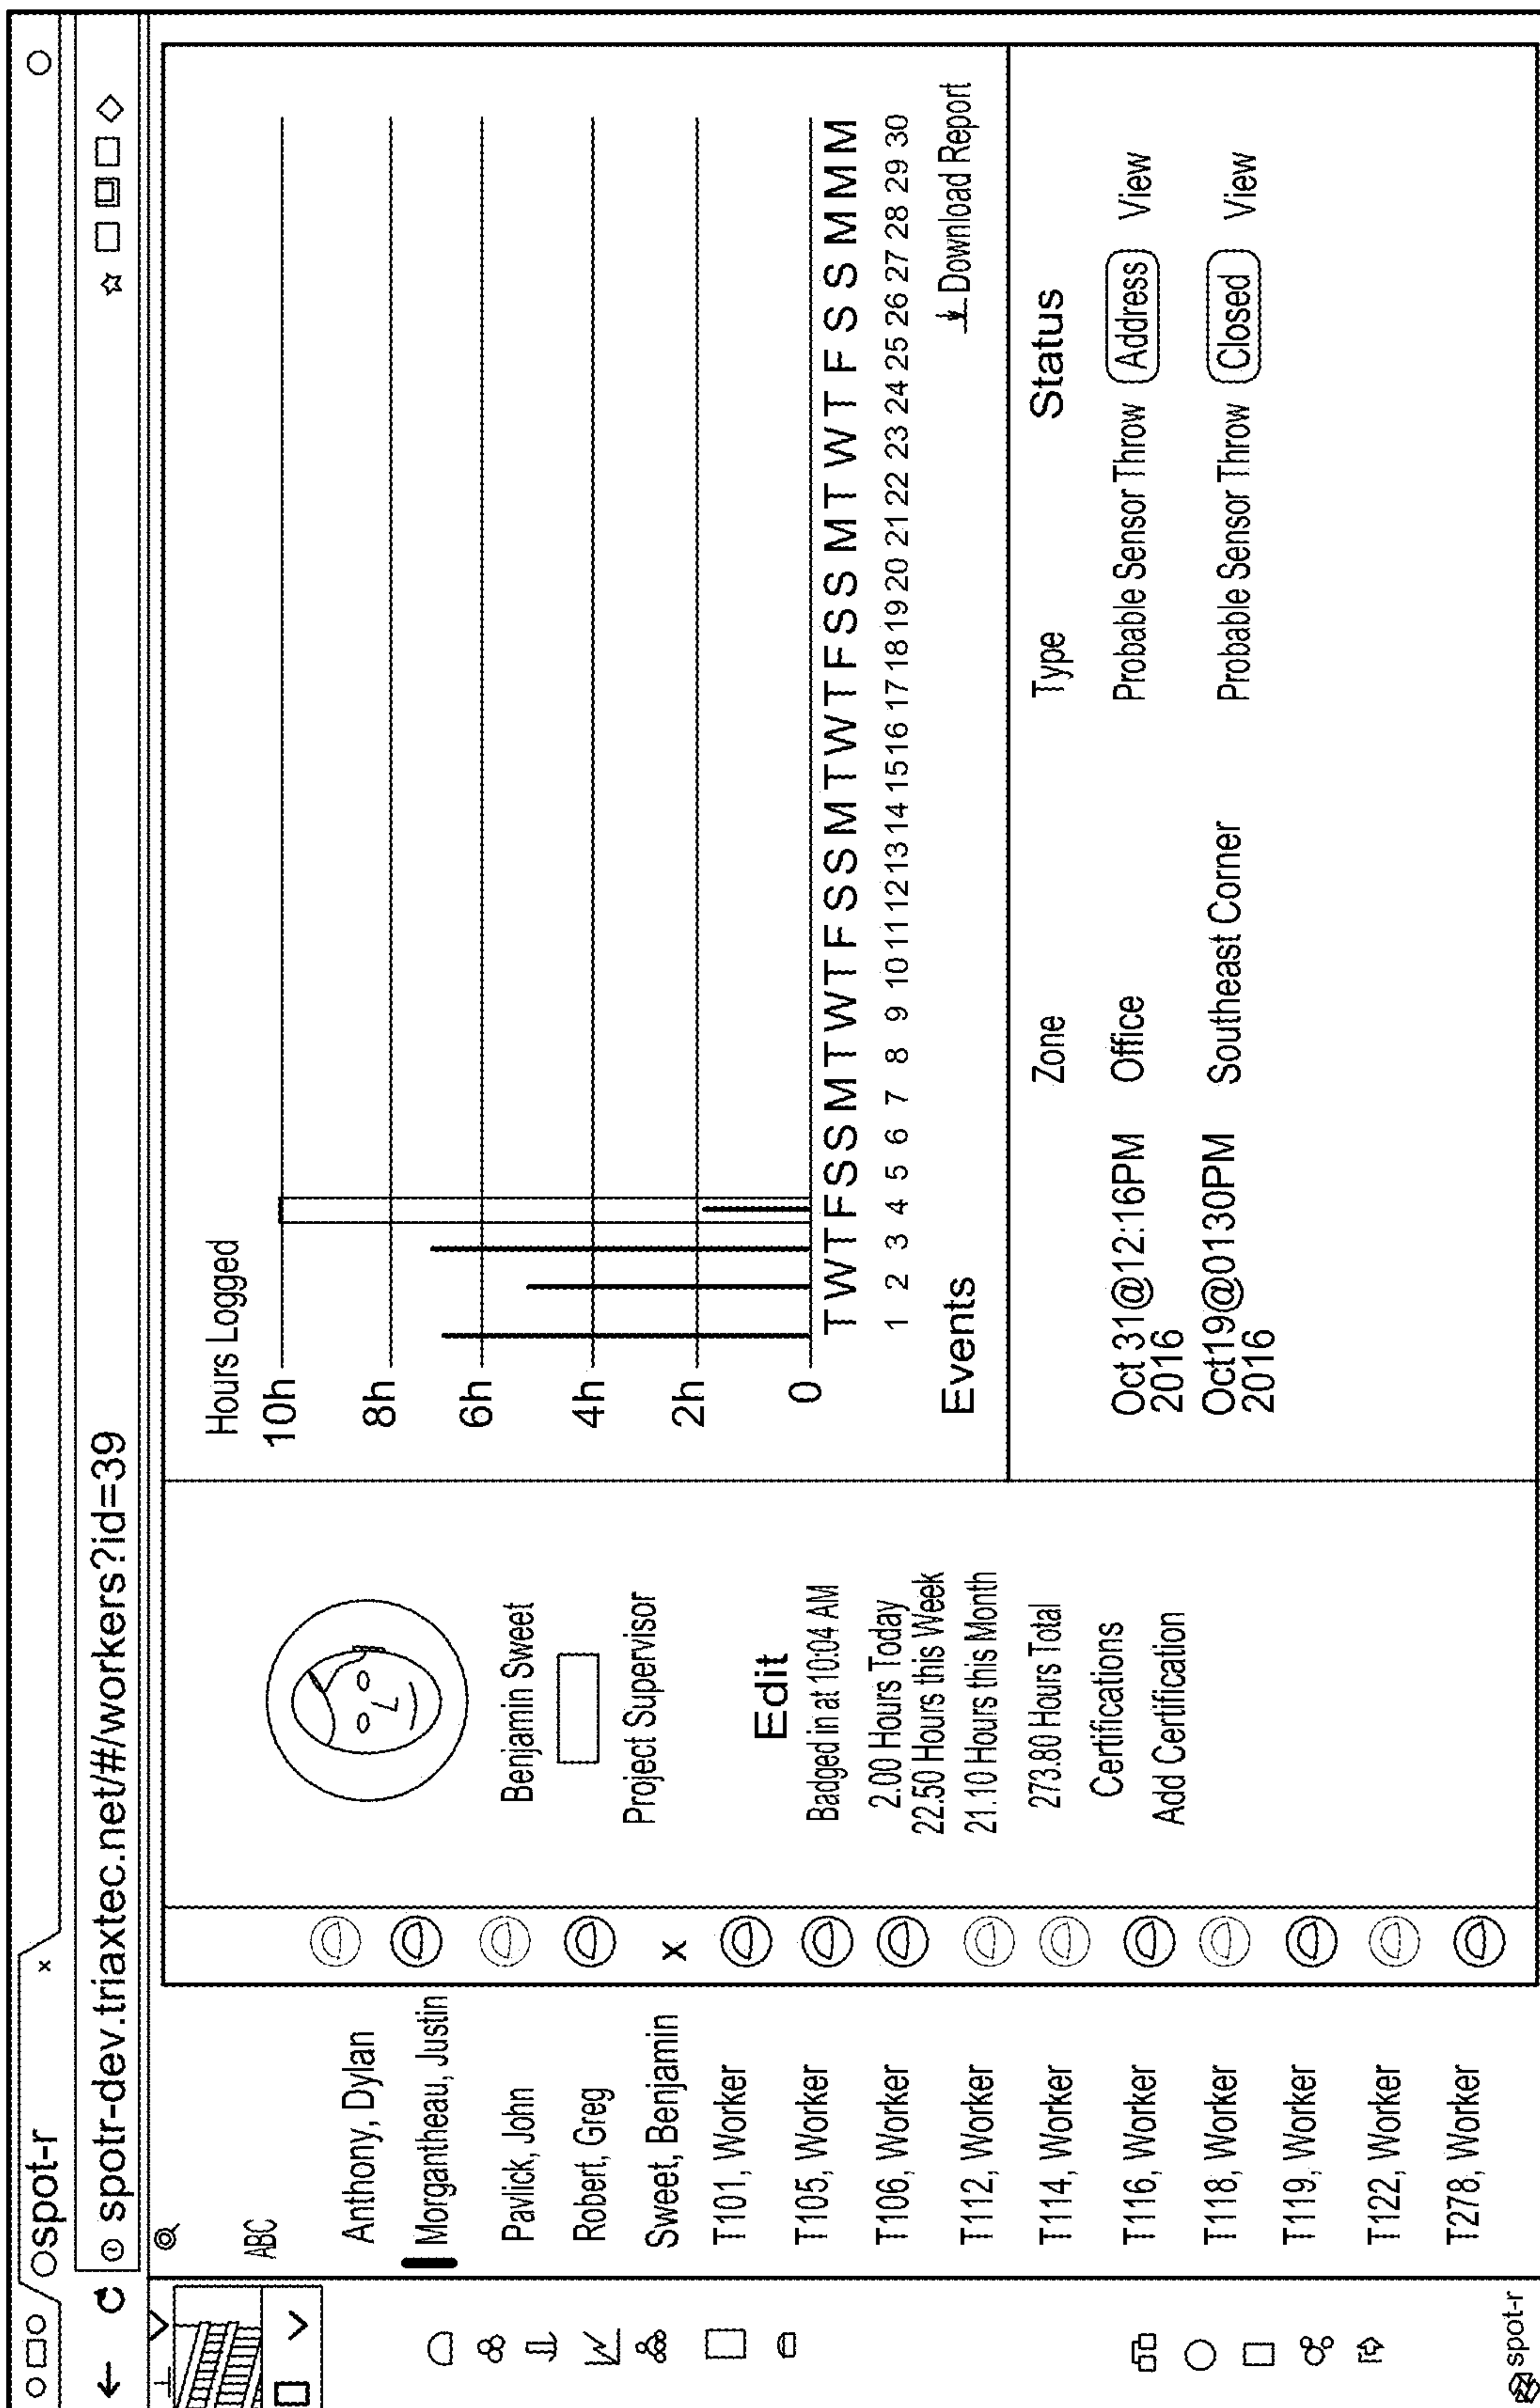 spot-r ×
spotr-dev.triaxtec.net/#/workers?id=39
ABC
Anthony, Dylan
Morgantheau, Justin
Pavlick, John
Robert, Greg
Sweet, Benjamin X
T101, Worker
T105, Worker
T106, Worker
T112, Worker
T114, Worker
T116, Worker
T118, Worker
T119, Worker
T122, Worker
T278, Worker
spot-r
Benjamin Sweet
Project Supervisor
Edit
Badged in at 10:04 AM
2.00 Hours Today
22.50 Hours this Week
21.10 Hours this Month
273.80 Hours Total
Certifications
Add Certification
Hours Logged
10h
8h
6h
4h
2h
0
T W T F S S M T W T F S S M T W T F S S M T W T F S S M M M
1 2 3 4 5 6 7 8 9 10 11 12 13 14 15 16 17 18 19 20 21 22 23 24 25 26 27 28 29 30
Events
Download Report
Zone Type Status
Oct 31@12:16PM Office Probable Sensor Throw Address View
2016
Oct19@0130PM Southeast Corner Probable Sensor Throw Closed View
2016